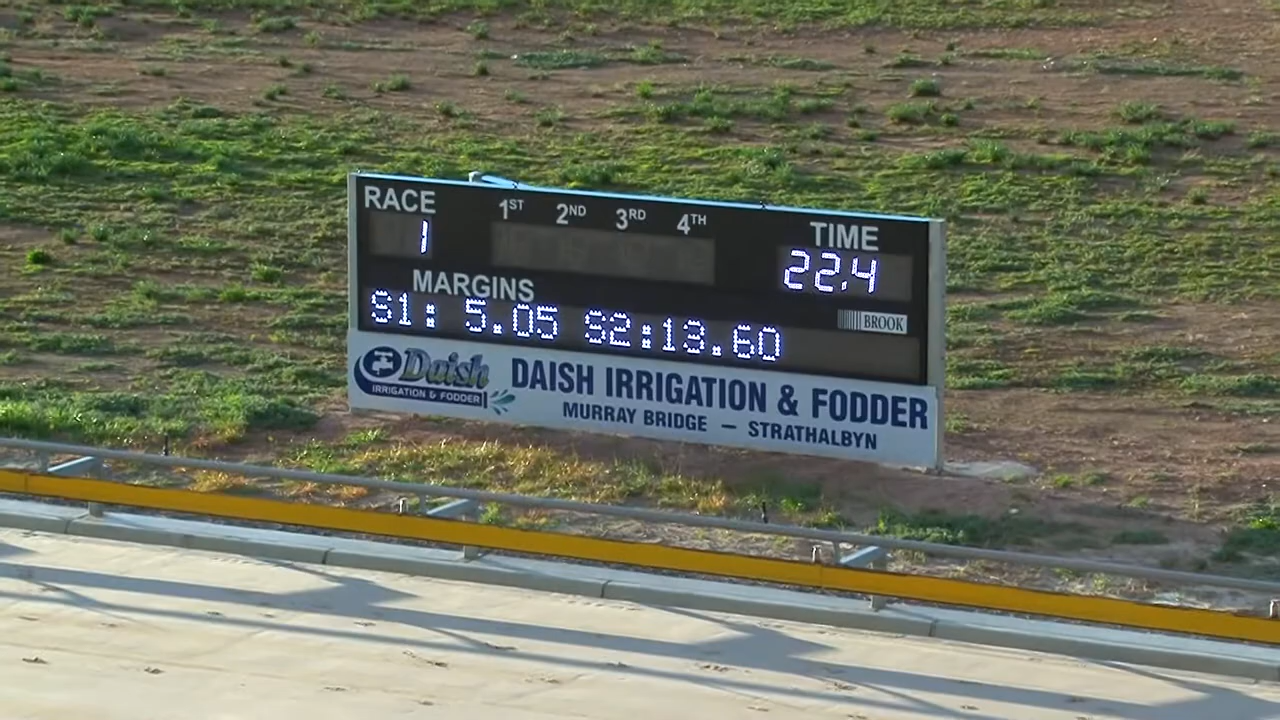 RACE 1ST 2ND 3RD 4TH TIME
1 22.4
MARGINS
S1: 5.05 S2:13.60
BROOK
Daish
IRRIGATION & FODDER
DAISH IRRIGATION & FODDER
MURRAY BRIDGE — STRATHALBYN